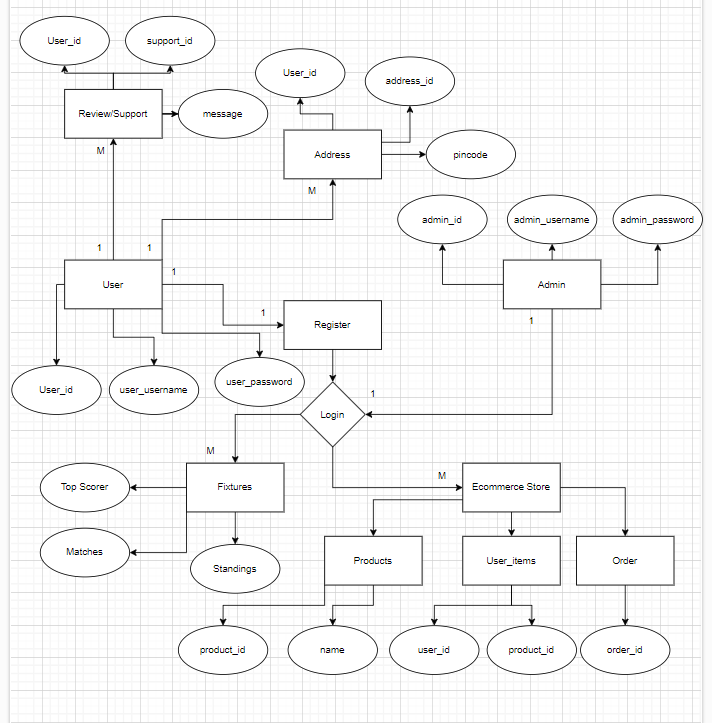 User_id
support_id
Review/Support
message
M
User_id
address_id
Address
pincode
M
admin_id
admin_username
admin_password
1
1
User
1
Admin
1
Register
1
1
User_id
user_username
user_password
1
Login
M
Top Scorer
Fixtures
M
Ecommerce Store
Matches
Standings
Products
User_items
Order
product_id
name
user_id
product_id
order_id